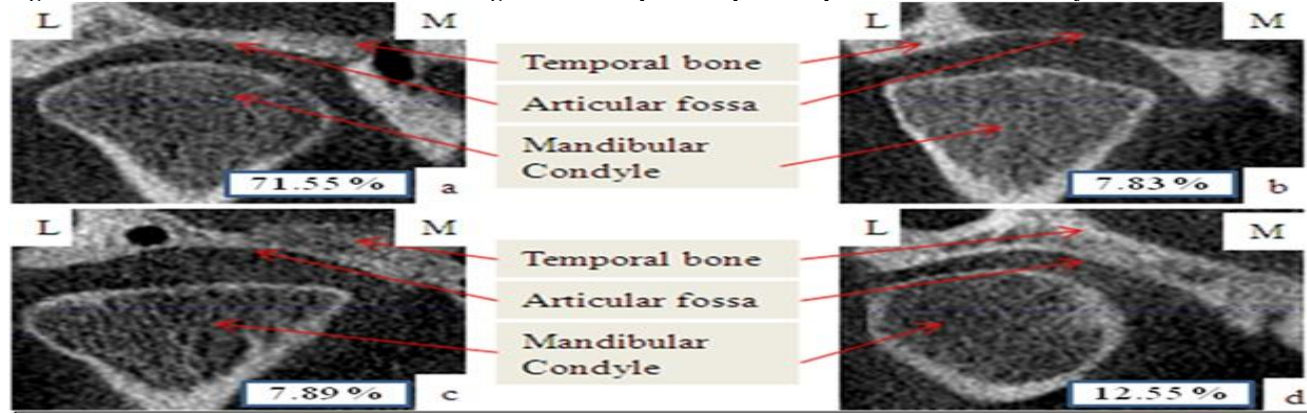 L M
Temporal bone
Articular fossa
Mandibular
Condyle
71.55 %
a
L M
7.83 %
b
L M
Temporal bone
Articular fossa
Mandibular
Condyle
7.89 %
c
L M
12.55 %
d